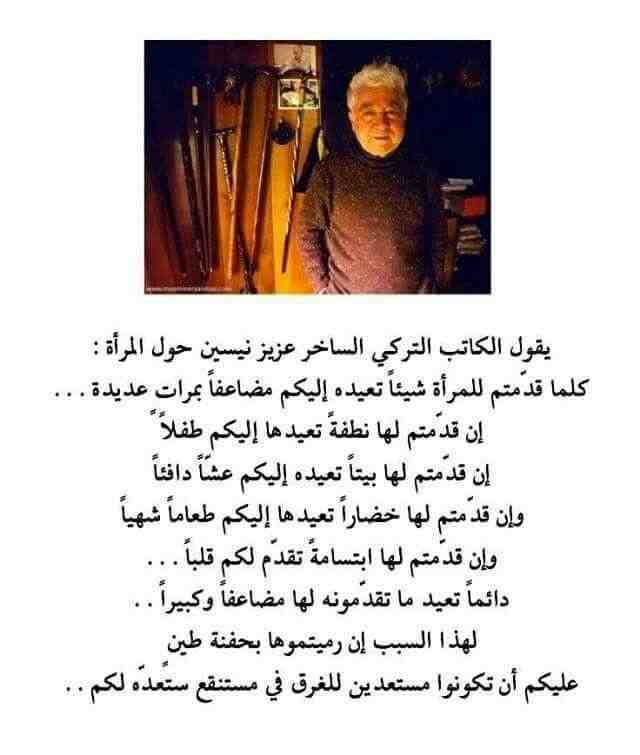 يقول الكاتب التركي الساخر عزيز نيسين حول المرأة :
كلما قدّمتم للمرأة شيئاً تعيده إليكم مضاعفاً بمرات عديدة ...
إن قدّمتم لها نطفةً تعيدها إليكم طفلاً
إن قدّمتم لها بيتاً تعيده إليكم عشّاً دافئاً
وإن قدّمتم لها خضاراً تعيدها إليكم طعاماً شهياً
وإن قدّمتم لها ابتسامةً تقدّم لكم قلباً ...
دائماً تعيد ما تقدّمونه لها مضاعفاً وكبيراً ..
لهذا السبب إن رميتموها بحفنة طين
عليكم أن تكونوا مستعدين للغرق في مستنقع ستعدّه لكم ..